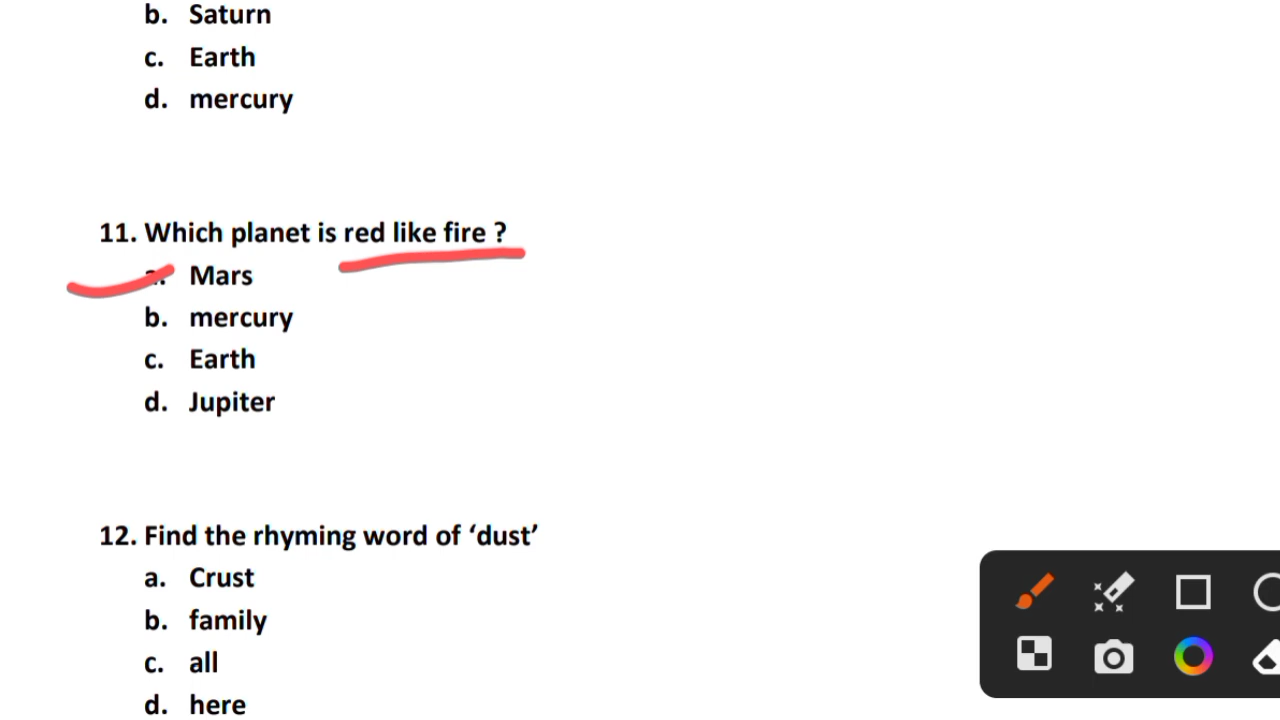 b. Saturn
c. Earth
d. mercury
11. Which planet is red like fire ?
a. Mars
b. mercury
c. Earth
d. Jupiter
12. Find the rhyming word of ‘dust’
a. Crust
b. family
c. all
d. here